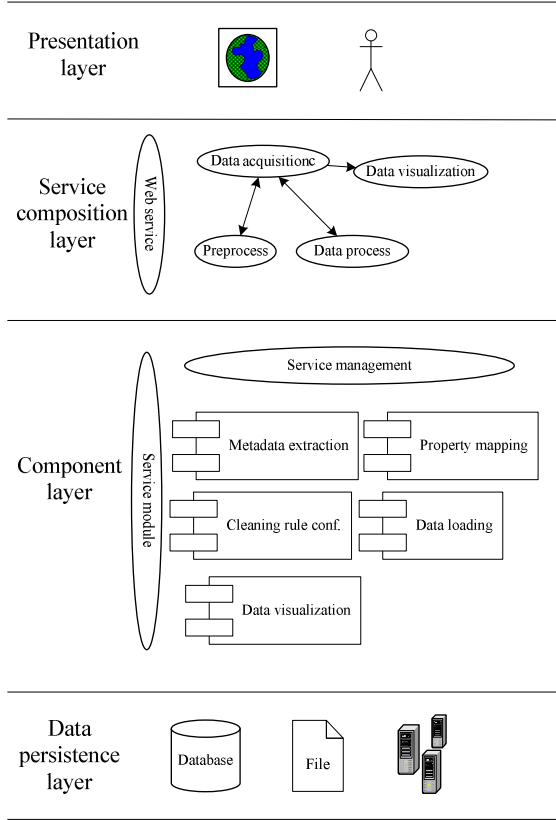 Presentation
layer
Service
composition
layer
Web service
Data acquisitionc
Data visualization
Preprocess
Data process
Component
layer
Service module
Service management
Metadata extraction
Property mapping
Cleaning rule conf.
Data loading
Data visualization
Data
persistence
layer
Database
File